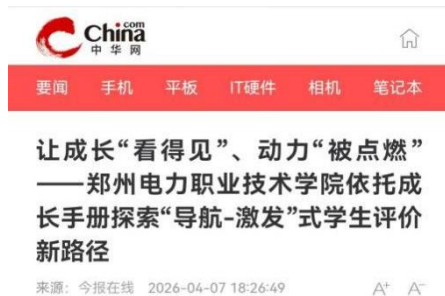 China.com
中华网
要闻 手机 平板 IT硬件 相机 笔记本
让成长“看得见”、动力“被点燃”
——郑州电力职业技术学院依托成
长手册探索“导航-激发”式学生评价
新路径
来源：今报在线 2026-04-07 18:26:49 A⁺ A⁻